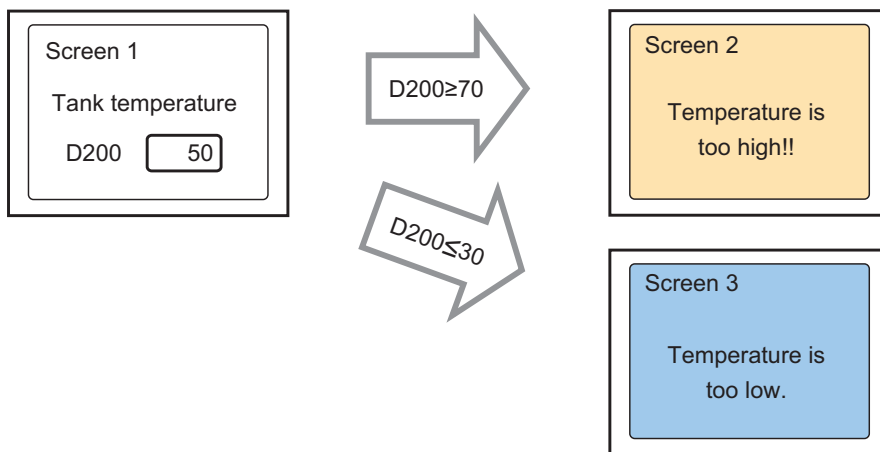 Screen 1
Tank temperature
D200 50
D200≥70
D200≤30
Screen 2
Temperature is
too high!!
Screen 3
Temperature is
too low.